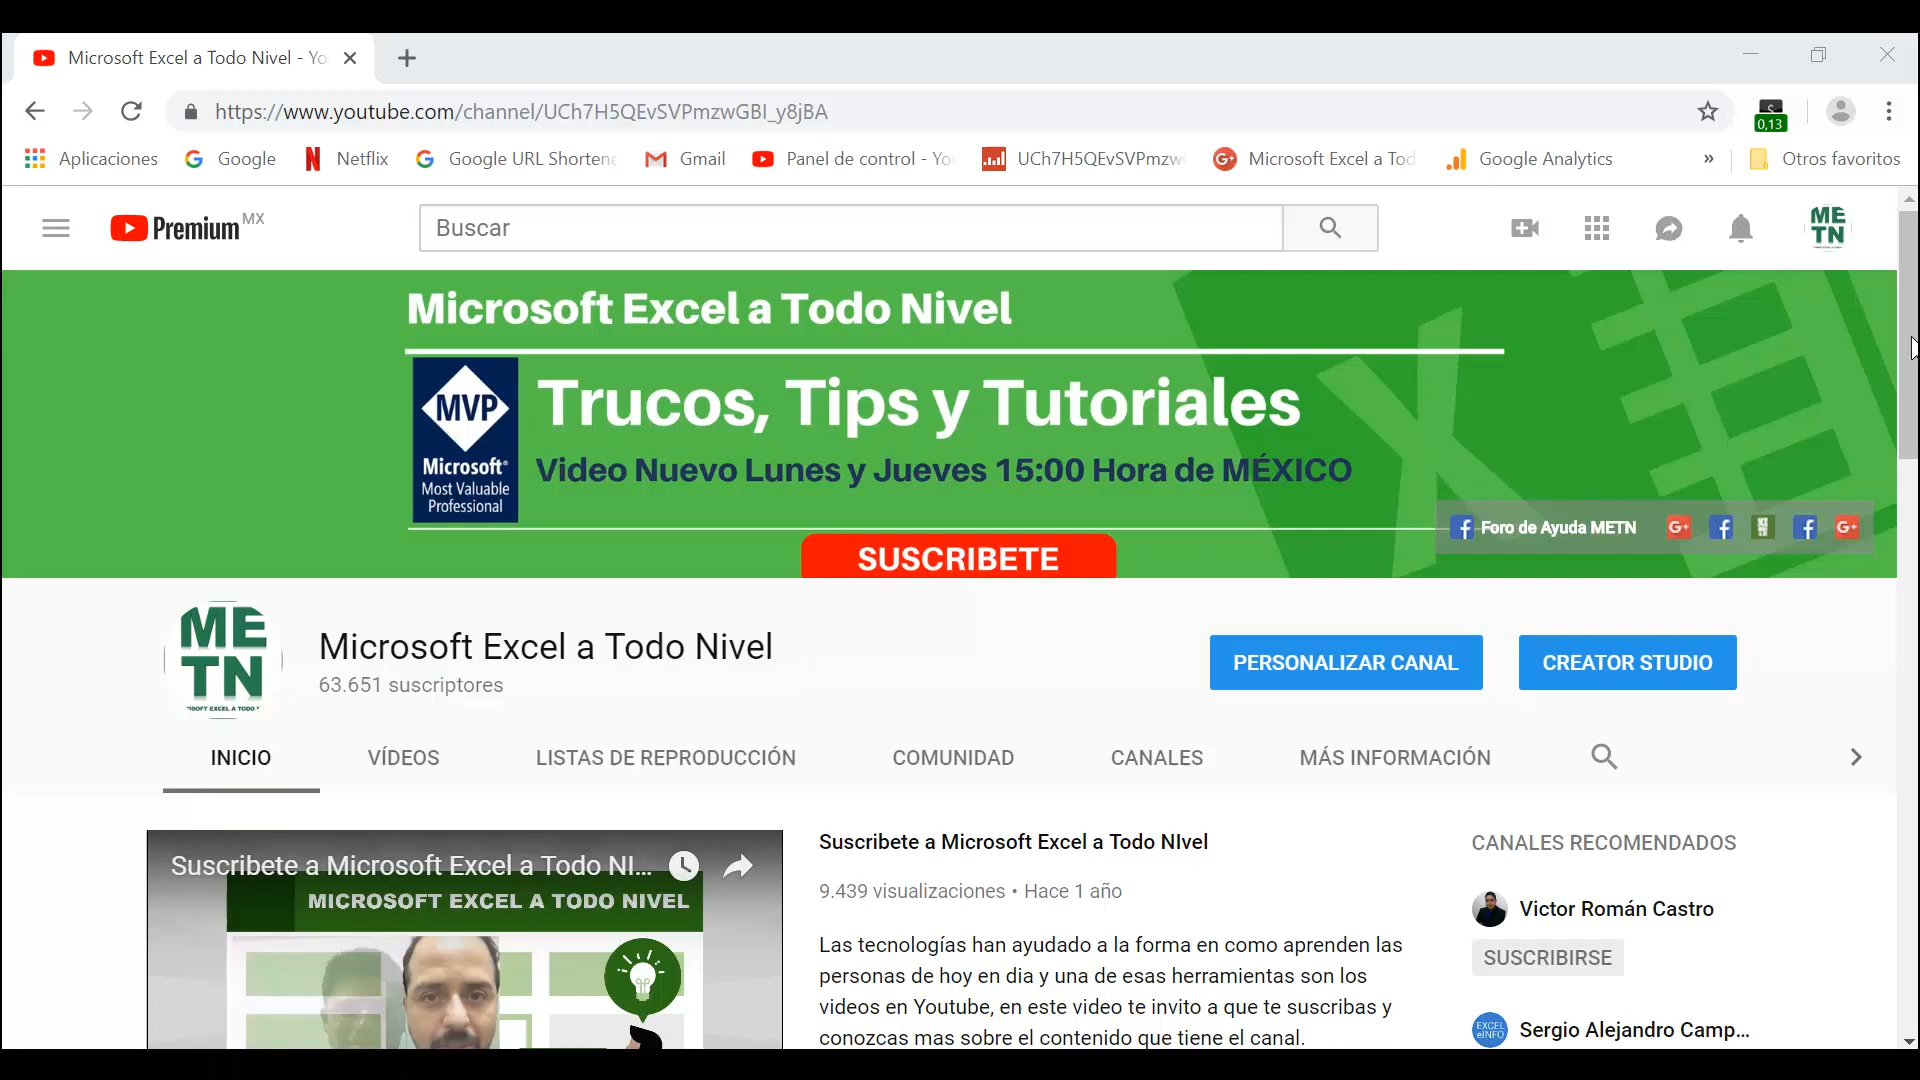 Microsoft Excel a Todo Nivel - Yo
https://www.youtube.com/channel/UCh7H5QEvSVPmzwGBI_y8jBA
0,13
Aplicaciones
Google
Netflix
Google URL Shortene
Gmail
Panel de control - Yo
UCh7H5QEvSVPmzw
Microsoft Excel a Tod
Google Analytics
»
Otros favoritos
Premium MX
Buscar
ME
TN
Microsoft Excel a Todo Nivel
MVP
Microsoft®
Most Valuable
Professional
Trucos, Tips y Tutoriales
Video Nuevo Lunes y Jueves 15:00 Hora de MÉXICO
Foro de Ayuda METN
SUSCRIBETE
ME
TN
Microsoft Excel a Todo Nivel
63.651 suscriptores
PERSONALIZAR CANAL
CREATOR STUDIO
INICIO
VÍDEOS
LISTAS DE REPRODUCCIÓN
COMUNIDAD
CANALES
MÁS INFORMACIÓN
Suscribete a Microsoft Excel a Todo NI...
MICROSOFT EXCEL A TODO NIVEL
Suscribete a Microsoft Excel a Todo NIvel
9.439 visualizaciones • Hace 1 año
Las tecnologías han ayudado a la forma en como aprenden las
personas de hoy en dia y una de esas herramientas son los
videos en Youtube, en este video te invito a que te suscribas y
conozcas mas sobre el contenido que tiene el canal.
CANALES RECOMENDADOS
Victor Román Castro
SUSCRIBIRSE
EXCEL
eINFO
Sergio Alejandro Camp...